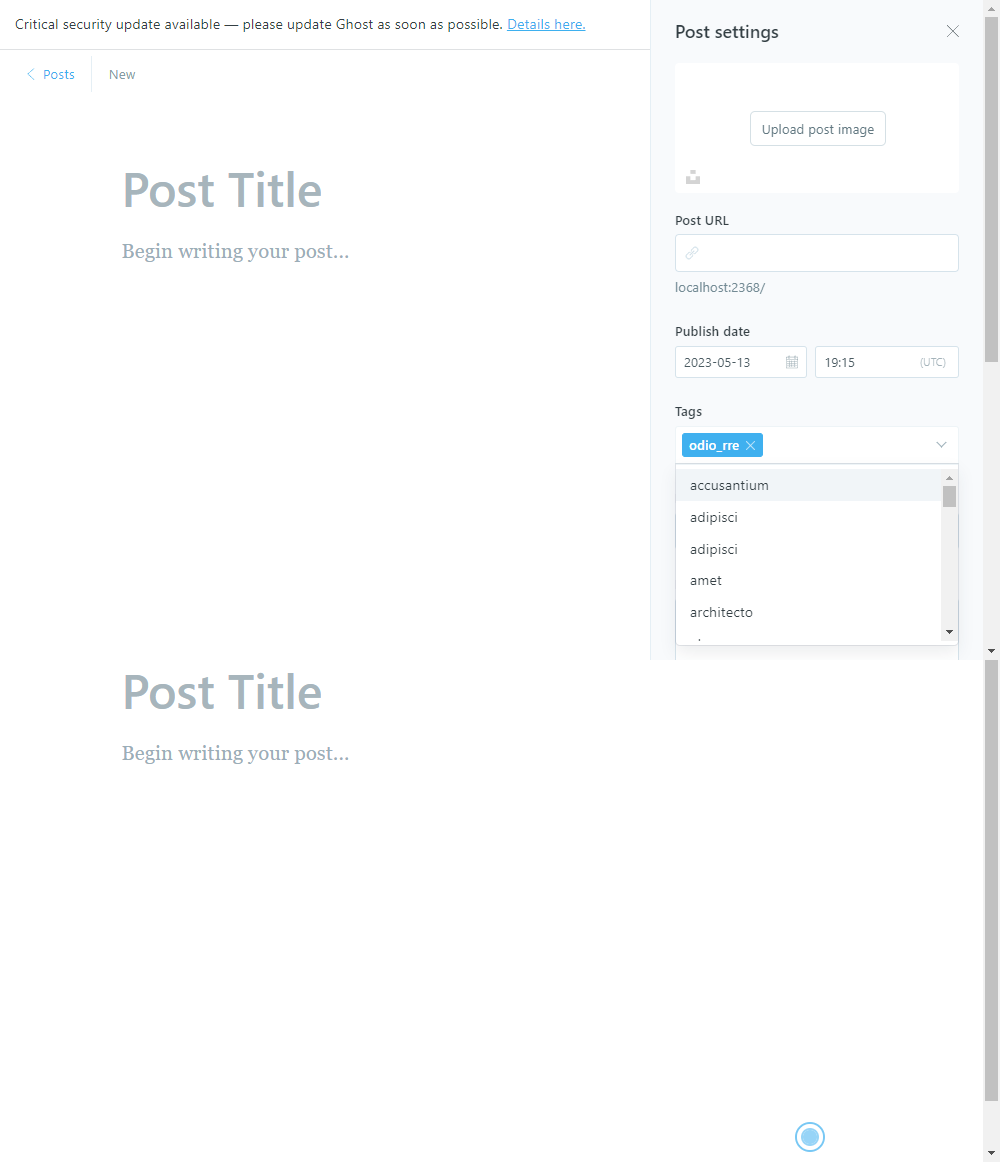 Critical security update available — please update Ghost as soon as possible. Details here.
Posts
New
Post Title
Begin writing your post...
Post settings
Upload post image
Post URL
localhost:2368/
Publish date
2023-05-13
19:15
(UTC)
Tags
odio_rre
accusantium
adipisci
adipisci
amet
architecto
Post Title
Begin writing your post...